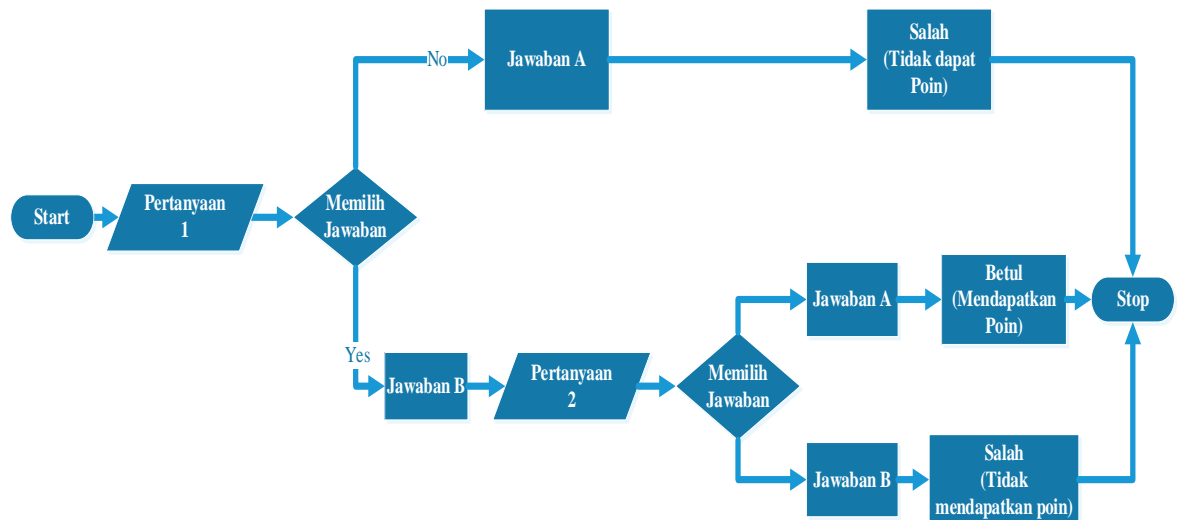 Start
Pertanyaan
1
Memilih
Jawaban
No
Jawaban A
Salah
(Tidak dapat
Poin)
Yes
Jawaban B
Pertanyaan
2
Memilih
Jawaban
Jawaban A
Betul
(Mendapatkan
Poin)
Jawaban B
Salah
(Tidak
mendapatkan poin)
Stop